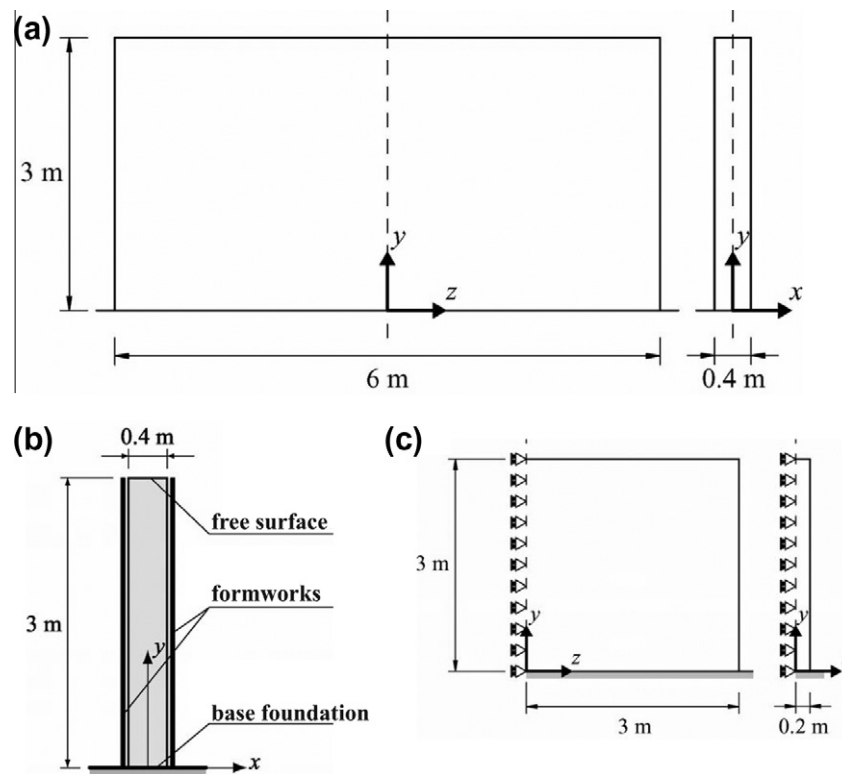 (a)
3 m
y
z
y
x
6 m
0.4 m
(b)
0.4 m
free surface
formworks
3 m
y
base foundation
x
(c)
3 m
y
z
y
3 m
0.2 m